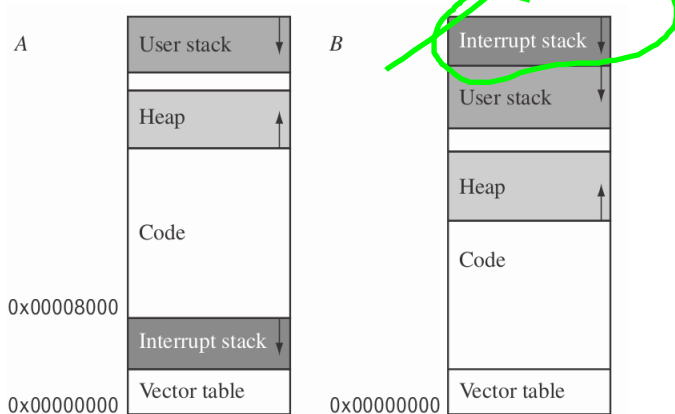 A
User stack
Heap
Code
0x00008000
Interrupt stack
Vector table
0x00000000
B
Interrupt stack
User stack
Heap
Code
Vector table
0x00000000